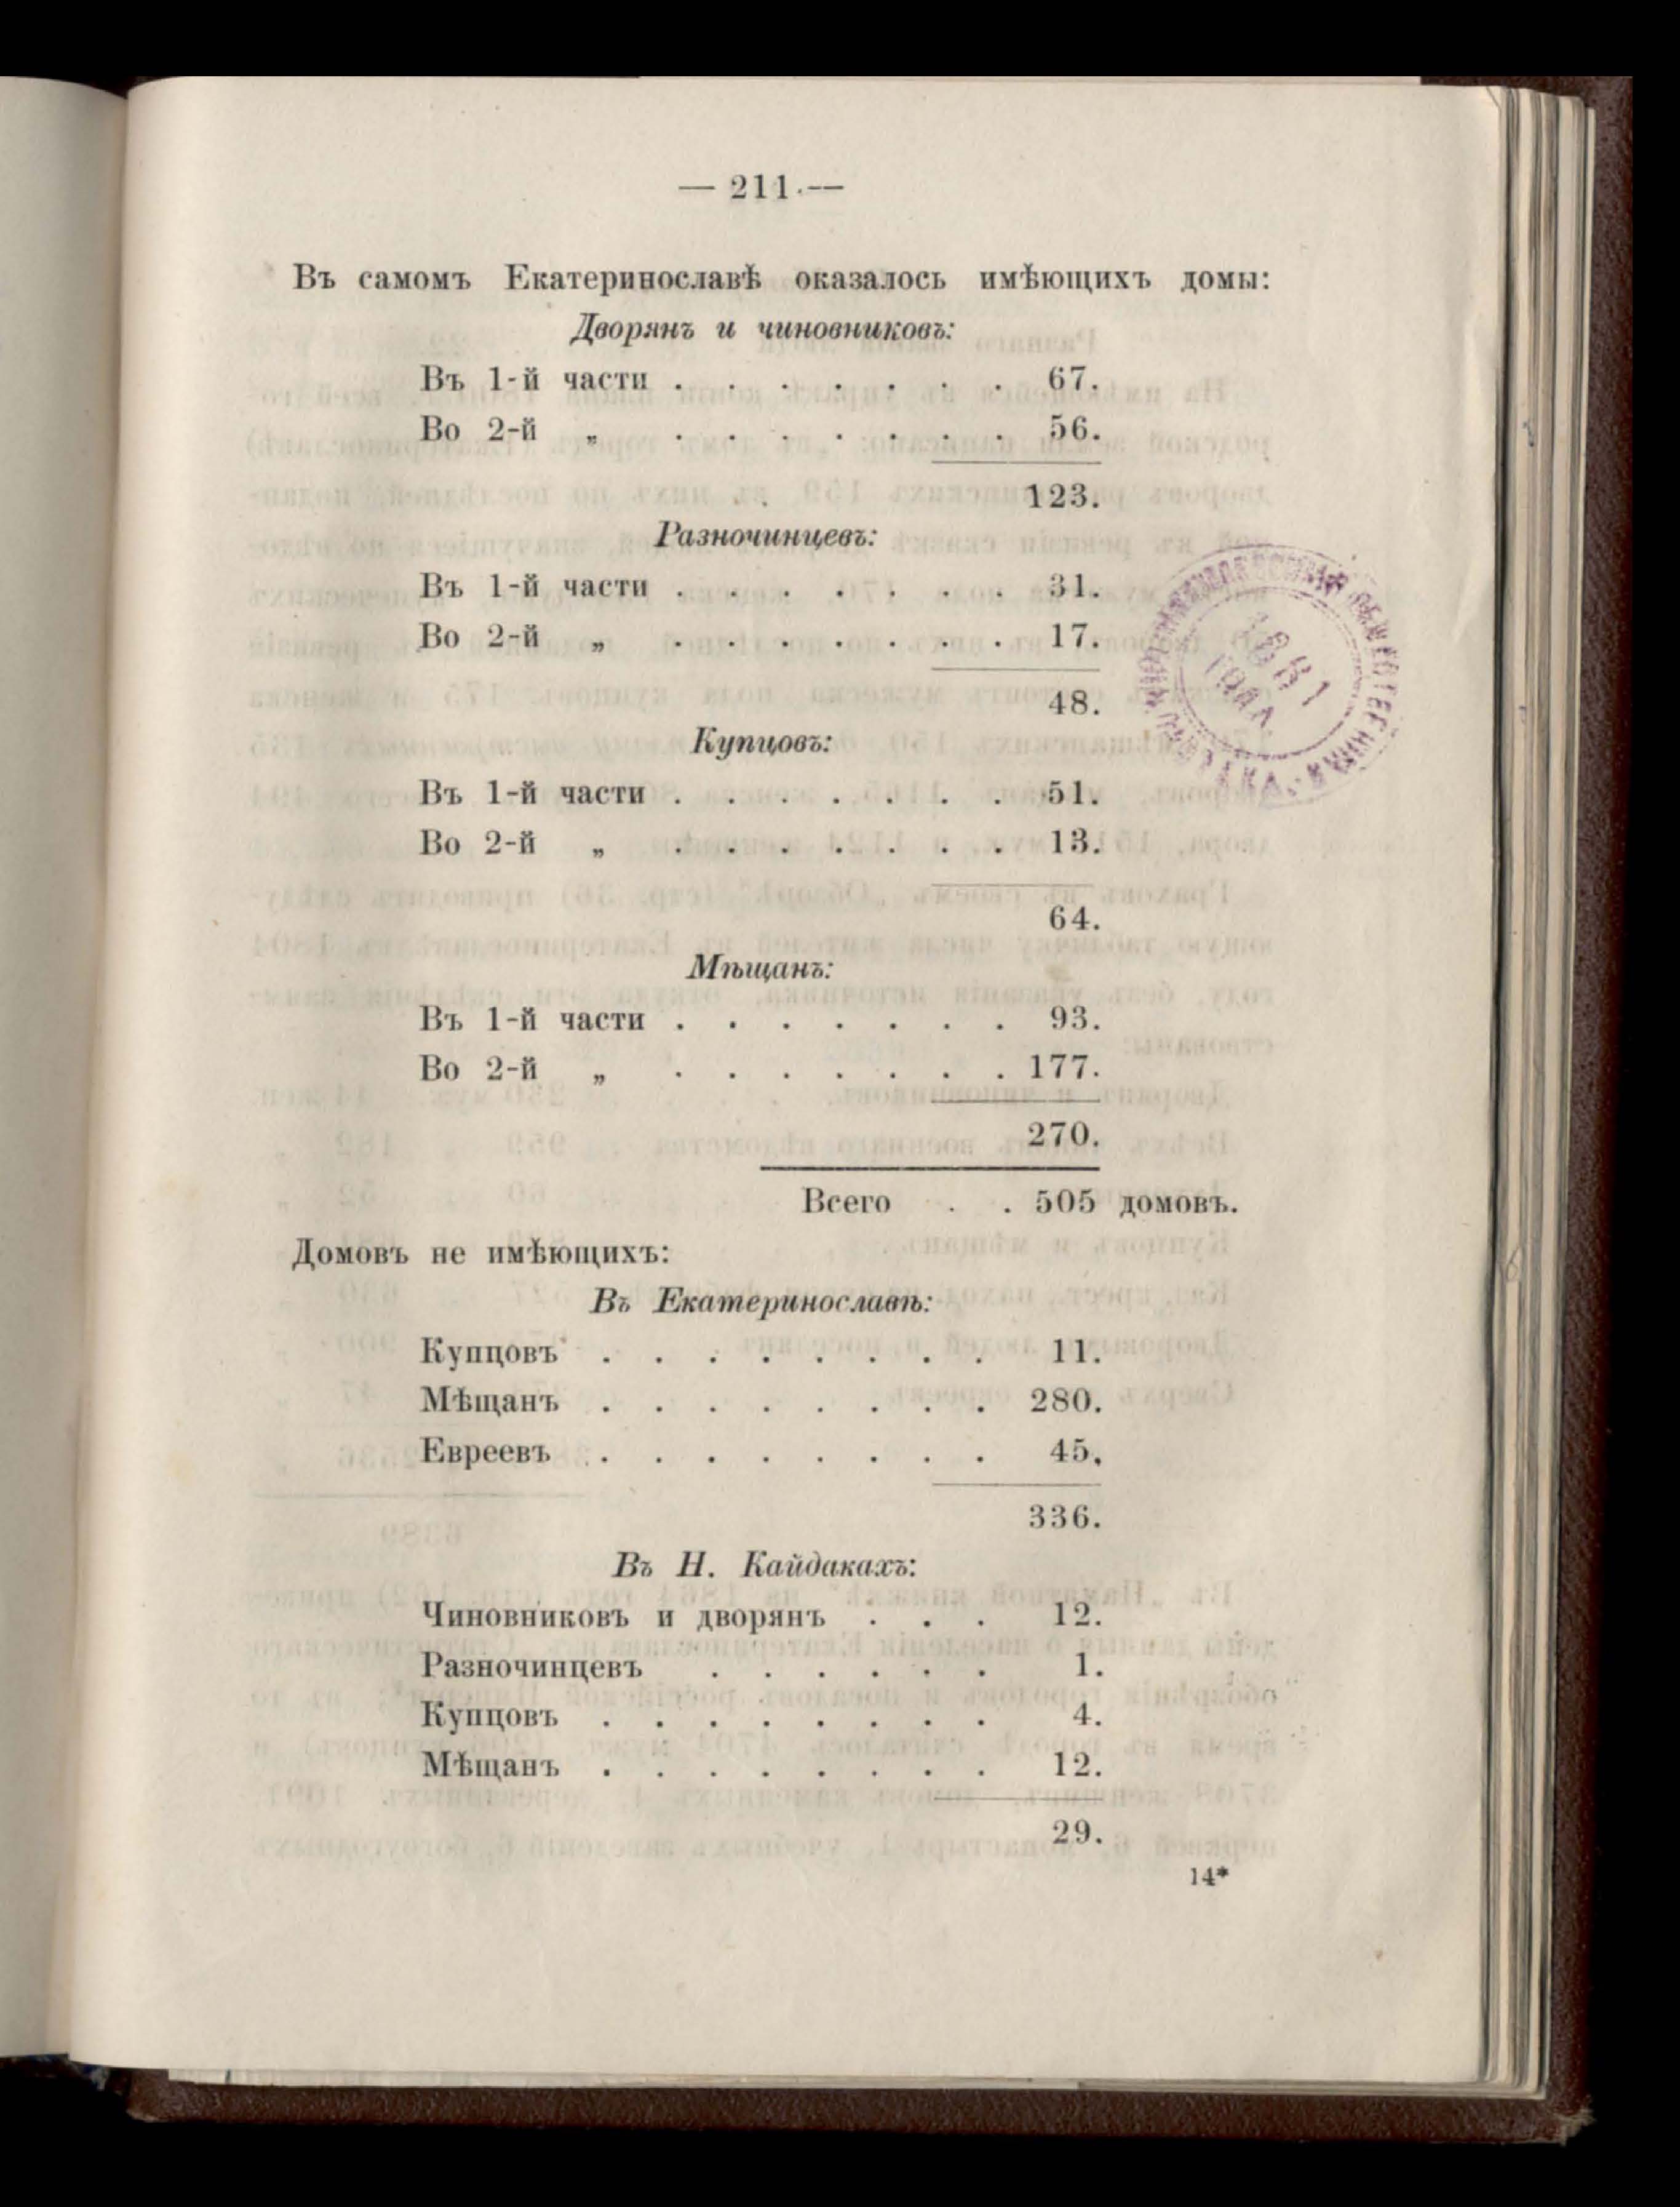 — 211 —
Въ самомъ Екатеринославѣ оказалось имѣющихъ домы:
Дворянъ и чиновниковъ:
Въ 1-й части . . . . . . . 67.
Во 2-й „ . . . . . . . 56.
123.
Разночинцевъ:
Въ 1-й части . . . . . . . 31.
Во 2-й „ . . . . . . . 17.
48.
Купцовъ:
Въ 1-й части . . . . . . . 51.
Во 2-й „ . . . . . . . 13.
64.
Мѣщанъ:
Въ 1-й части . . . . . . . 93.
Во 2-й „ . . . . . . . 177.
270.
Всего . . 505 домовъ.
Домовъ не имѣющихъ:
Въ Екатеринославѣ:
Купцовъ . . . . . . . . 11.
Мѣщанъ . . . . . . . . 280.
Евреевъ . . . . . . . . 45.
336.
Въ Н. Кайдакахъ:
Чиновниковъ и дворянъ . . . 12.
Разночинцевъ . . . . . . 1.
Купцовъ . . . . . . . . 4.
Мѣщанъ . . . . . . . . 12.
29.
14*